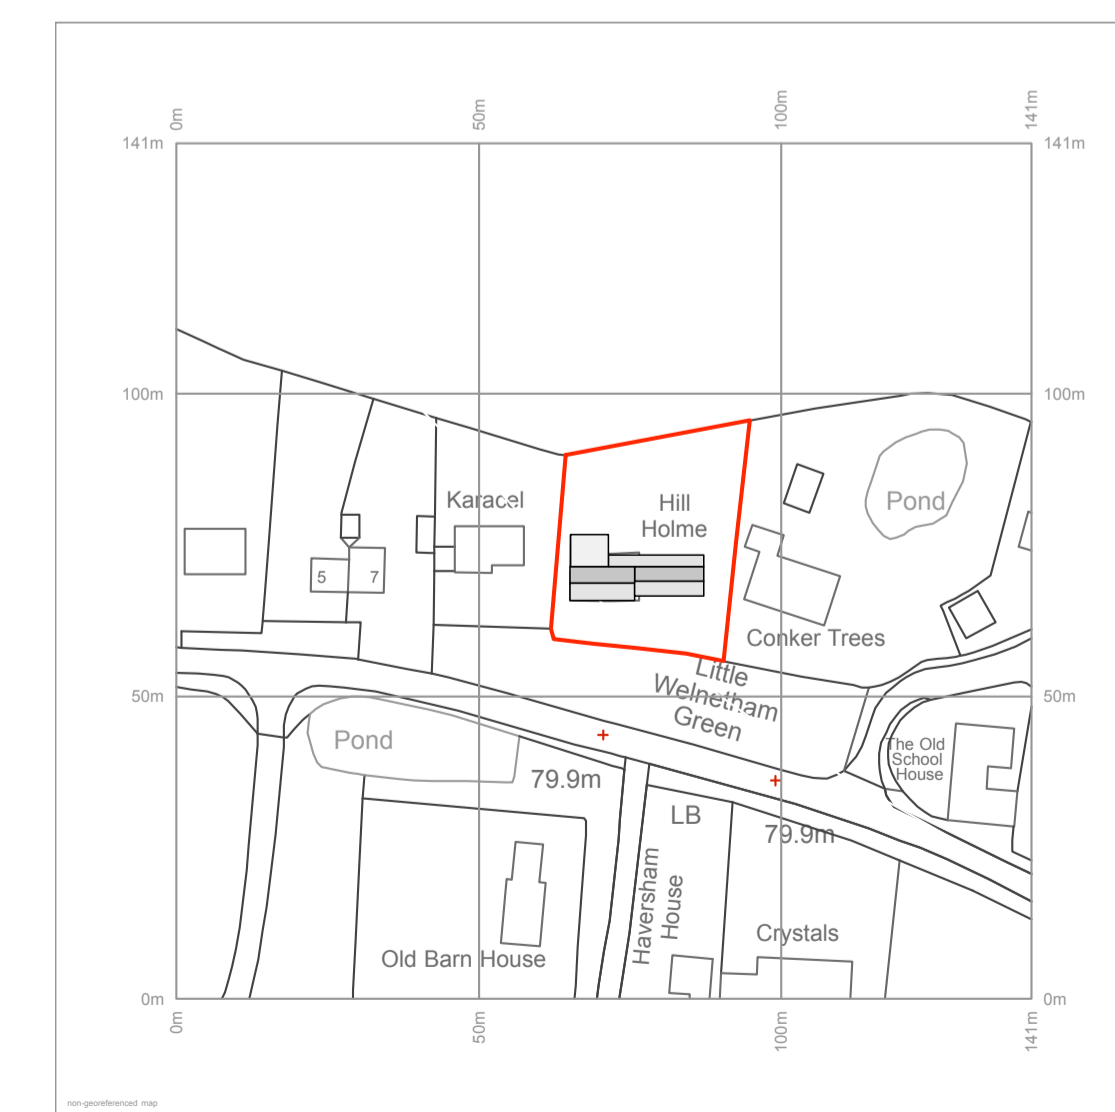 0m
50m
100m
141m
141m
141m
100m
100m
Karacel
Hill
Holme
Pond
5
7
Conker Trees
Little
Welnetham
Green
50m
50m
Pond
The Old
School
House
79.9m
LB
79.9m
Haversham
House
Crystals
Old Barn House
0m
0m
0m
50m
100m
141m
non-georeferenced map